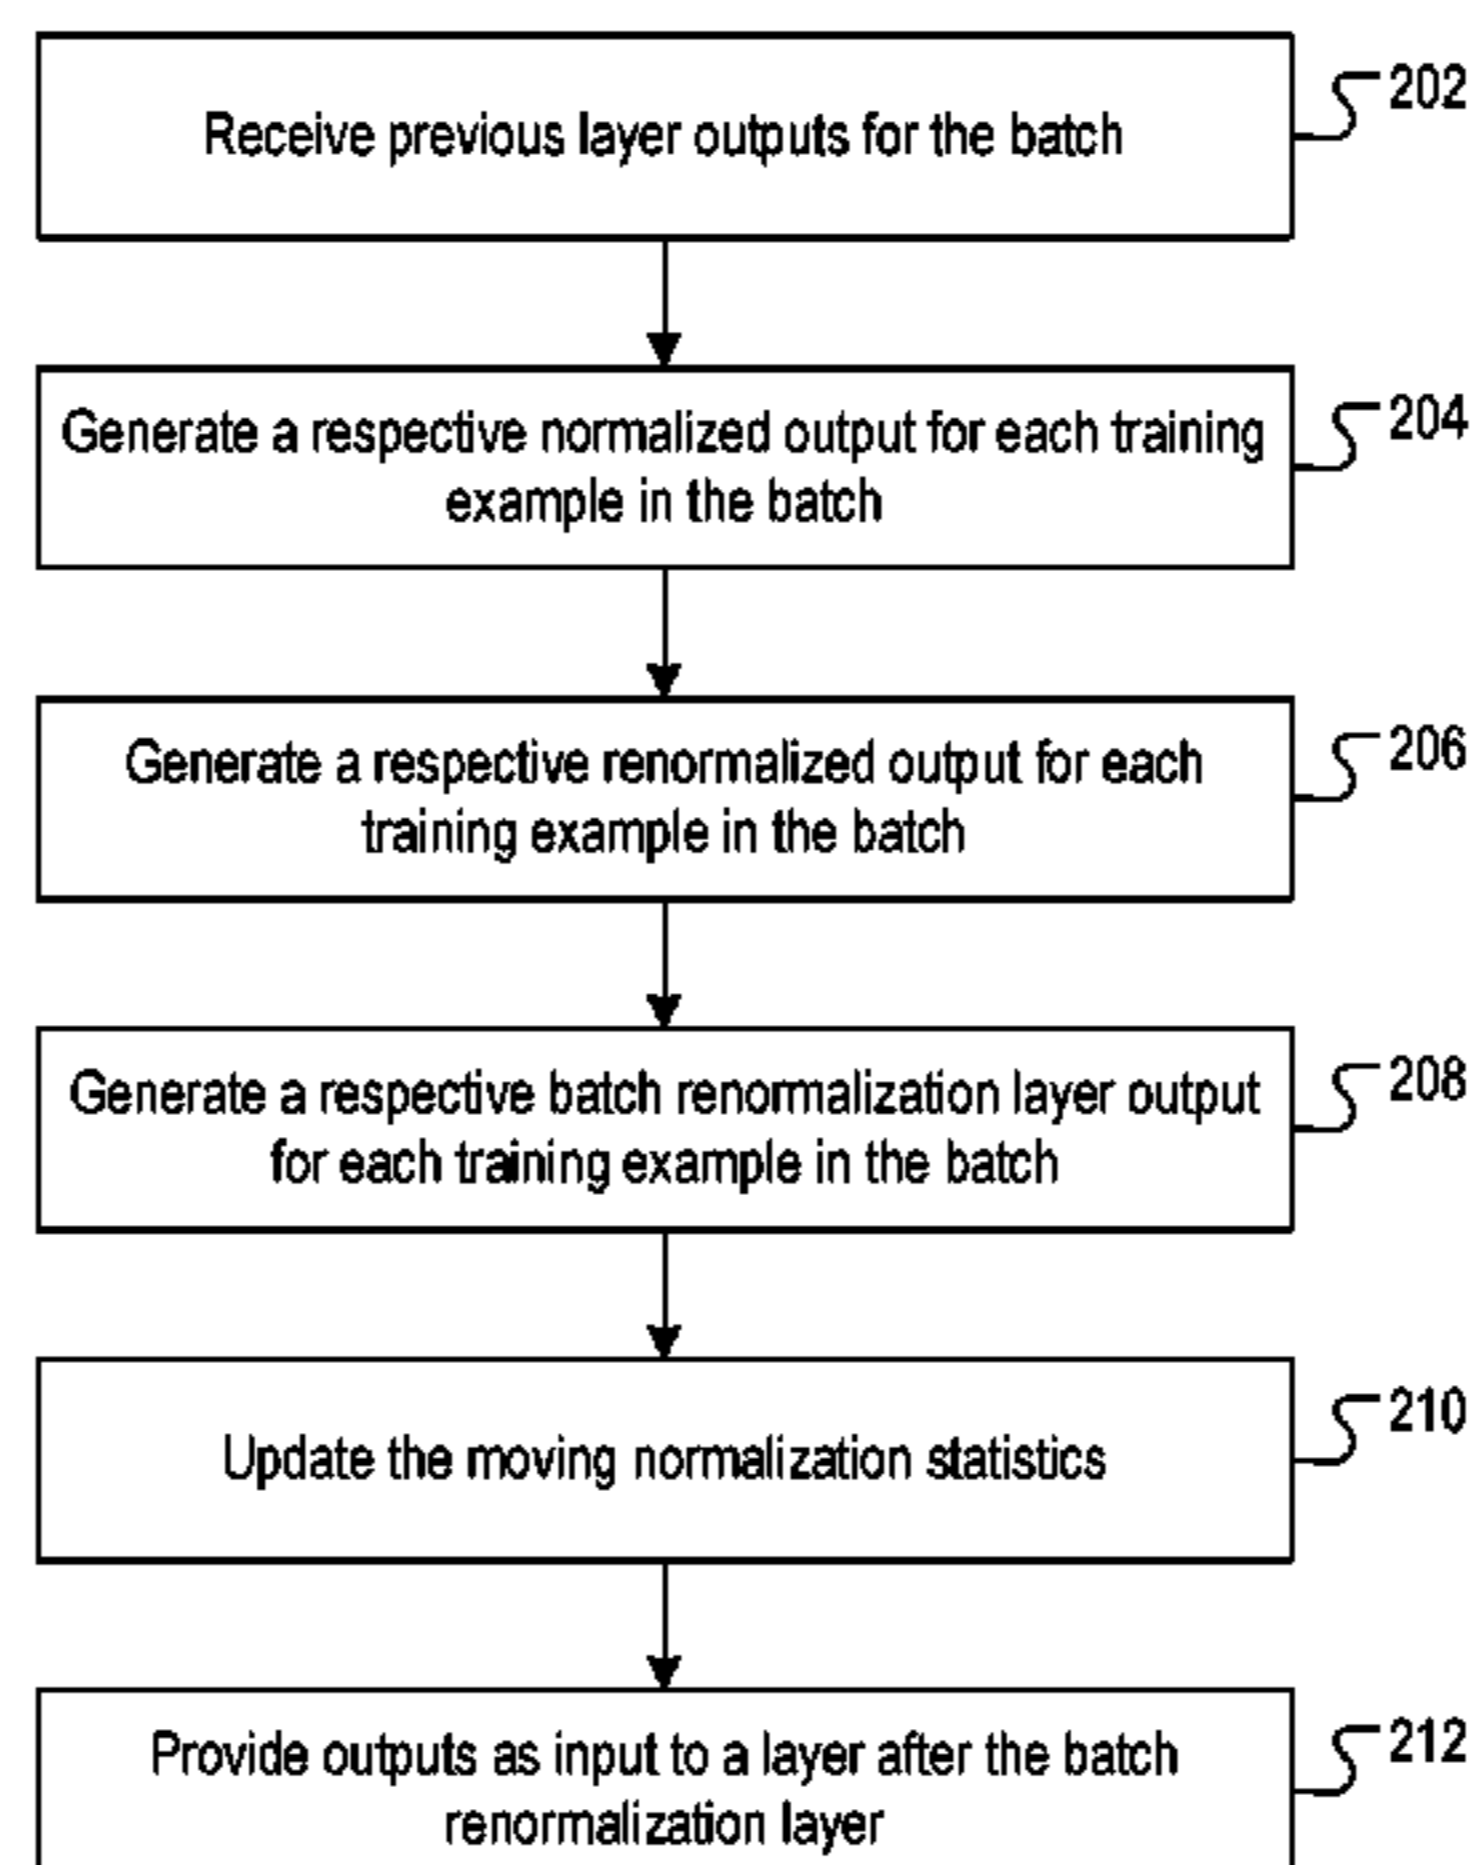 Receive previous layer outputs for the batch
202
Generate a respective normalized output for each training
example in the batch
204
Generate a respective renormalized output for each
training example in the batch
206
Generate a respective batch renormalization layer output
for each training example in the batch
208
Update the moving normalization statistics
210
Provide outputs as input to a layer after the batch
renormalization layer
212